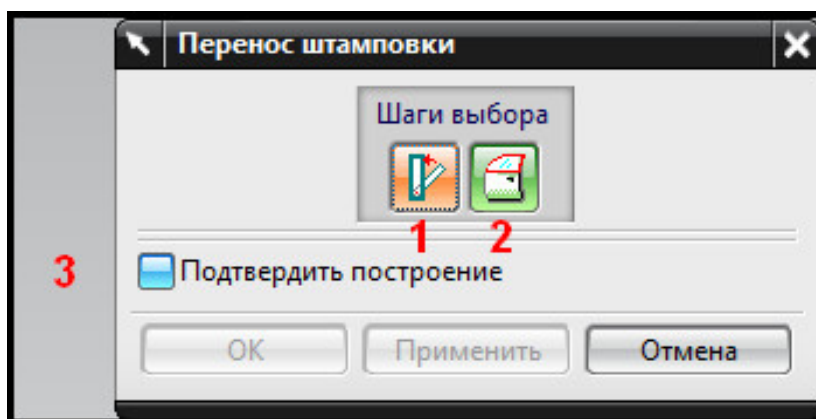 Перенос штамповки
Шаги выбора
1 2
3 Подтвердить построение
OK Применить Отмена